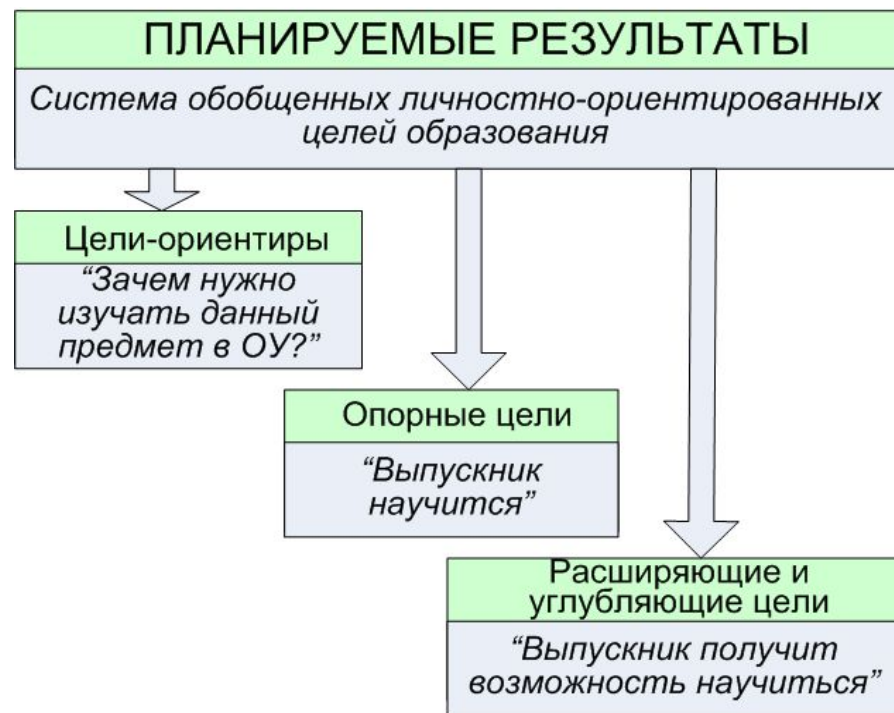 ПЛАНИРУЕМЫЕ РЕЗУЛЬТАТЫ
Система обобщенных личностно-ориентированных
целей образования
Цели-ориентиры
“Зачем нужно
изучать данный
предмет в ОУ?”
Опорные цели
“Выпускник
научится”
Расширяющие и
углубляющие цели
“Выпускник получит
возможность научиться”